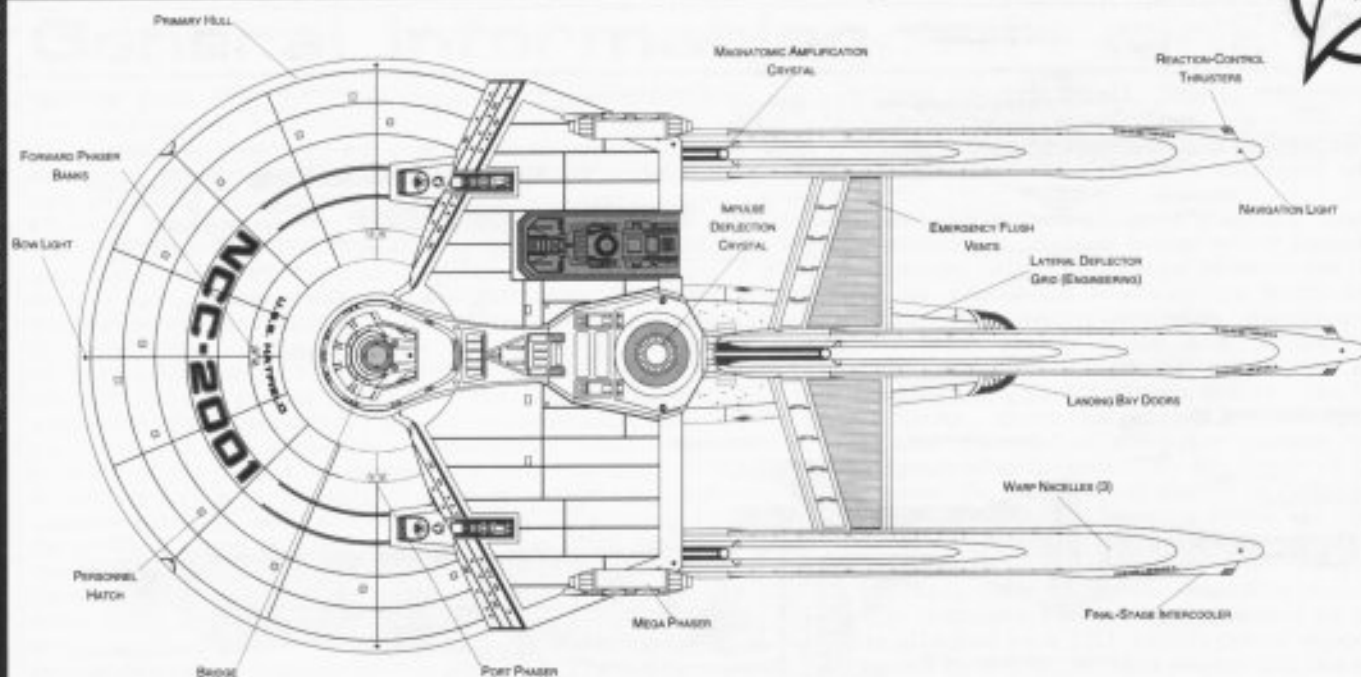 PRIMARY HULL
MAGNATOMIC AMPLIFICATION
CRYSTAL
REACTION-CONTROL
THRUSTERS
FORWARD PHASER
BANKS
BOW LIGHT
IMPULSE
DEFLECTION
CRYSTAL
EMERGENCY FLUSH
VENTS
NAVIGATION LIGHT
LATERAL DEFLECTOR
GRID (ENGINEERING)
NCC-2001
U.S.S.
LANDING BAY DOORS
WARP NACELLES (3)
PERSONNEL
HATCH
MEGA PHASER
FINAL-STAGE INTERCOOLER
BRIDGE
PORT PHASER